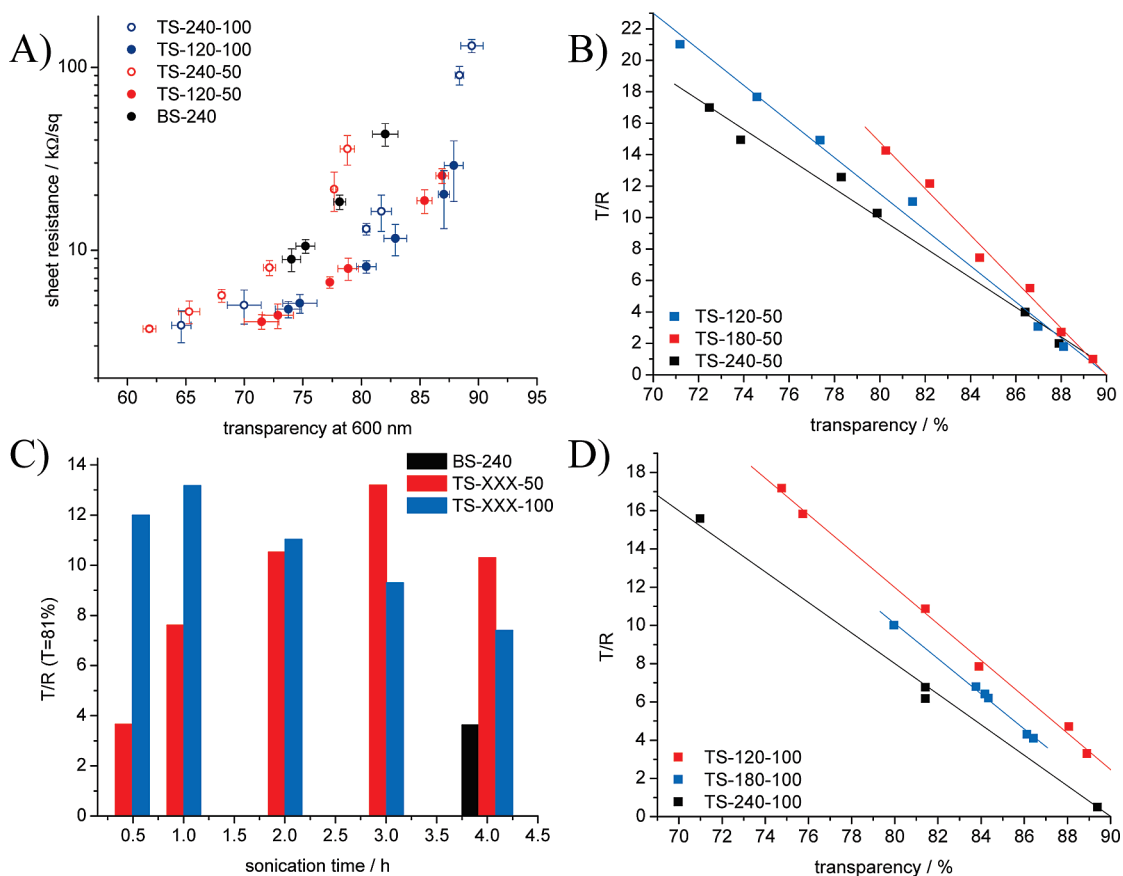 A)
TS-240-100
TS-120-100
TS-240-50
TS-120-50
BS-240
100
10
sheet resistance / kΩ/sq
60 65 70 75 80 85 90 95
transparency at 600 nm
B)
22
20
18
16
14
12
10
8
6
4
2
0
T/R
TS-120-50
TS-180-50
TS-240-50
70 72 74 76 78 80 82 84 86 88 90
transparency / %
C)
14
12
10
8
6
4
2
0
T/R (T=81%)
BS-240
TS-XXX-50
TS-XXX-100
0.5 1.0 1.5 2.0 2.5 3.0 3.5 4.0 4.5
sonication time / h
D)
18
16
14
12
10
8
6
4
2
0
T/R
TS-120-100
TS-180-100
TS-240-100
70 72 74 76 78 80 82 84 86 88 90
transparency / %